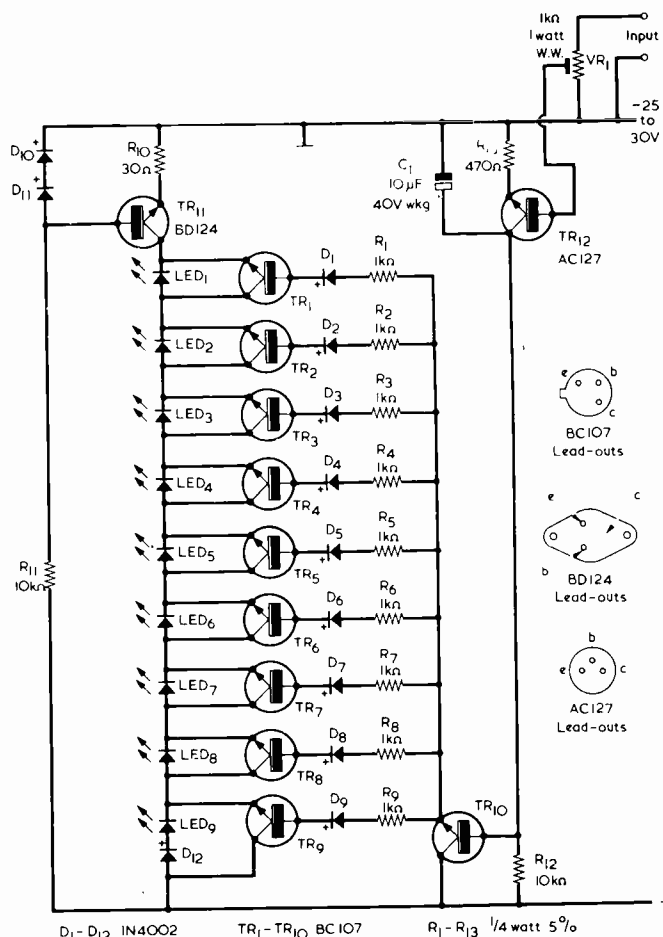 1kΩ
1 watt
W.W.
VR1
Input
-25
to
30V
D10
D11
R10
30Ω
TR11
BD124
C1
10μF
40V wkg
470Ω
TR12
AC127
LED1
TR1
D1
R1
1kΩ
LED2
TR2
D2
R2
1kΩ
LED3
TR3
D3
R3
1kΩ
LED4
TR4
D4
R4
1kΩ
LED5
TR5
D5
R5
1kΩ
LED6
TR6
D6
R6
1kΩ
LED7
TR7
D7
R7
1kΩ
LED8
TR8
D8
R8
1kΩ
LED9
TR9
D9
R9
1kΩ
D12
R11
10kΩ
TR10
R12
10kΩ
e b
c
BC107
Lead-outs
e c
b
BD124
Lead-outs
b
e c
AC127
Lead-outs
D1-D12 IN4002 TR1-TR10 BC107 R1-R13 1/4 watt 5%